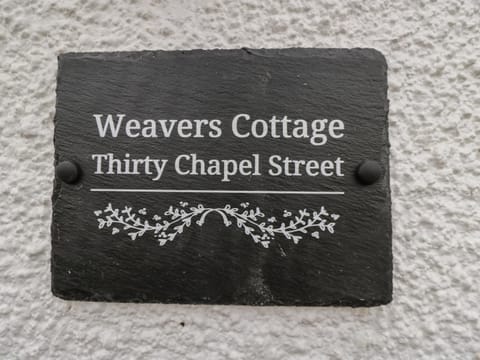 Weavers Cottage
Thirty Chapel Street